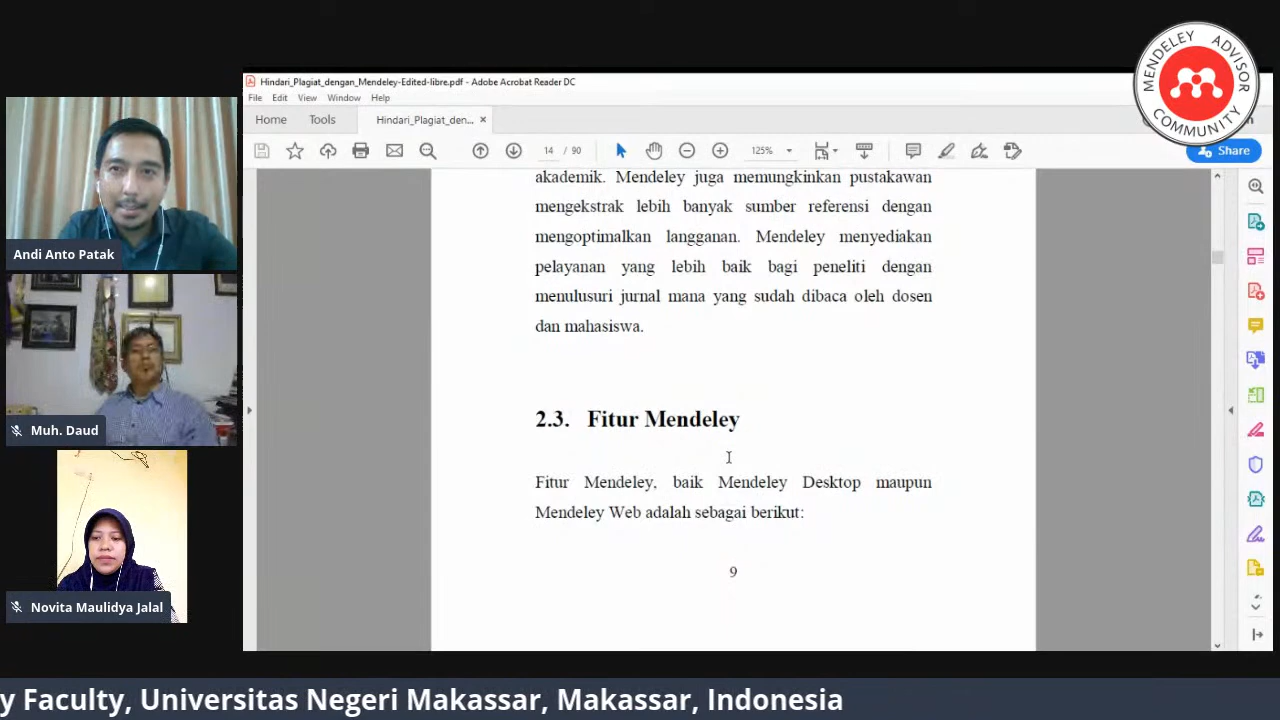 MENDELEY ADVISOR
COMMUNITY
Hindari_Plagiat_dengan_Mendeley-Edited-libre.pdf - Adobe Acrobat Reader DC
File Edit View Window Help
Home Tools Hindari_Plagiat_den... ×
14 / 90 125% Share
akademik. Mendeley juga memungkinkan pustakawan
mengekstrak lebih banyak sumber referensi dengan
mengoptimalkan langganan. Mendeley menyediakan
pelayanan yang lebih baik bagi peneliti dengan
menulusuri jurnal mana yang sudah dibaca oleh dosen
dan mahasiswa.
2.3. Fitur Mendeley
Fitur Mendeley, baik Mendeley Desktop maupun
Mendeley Web adalah sebagai berikut:
9
Andi Anto Patak
Muh. Daud
Novita Maulidya Jalal
y Faculty, Universitas Negeri Makassar, Makassar, Indonesia